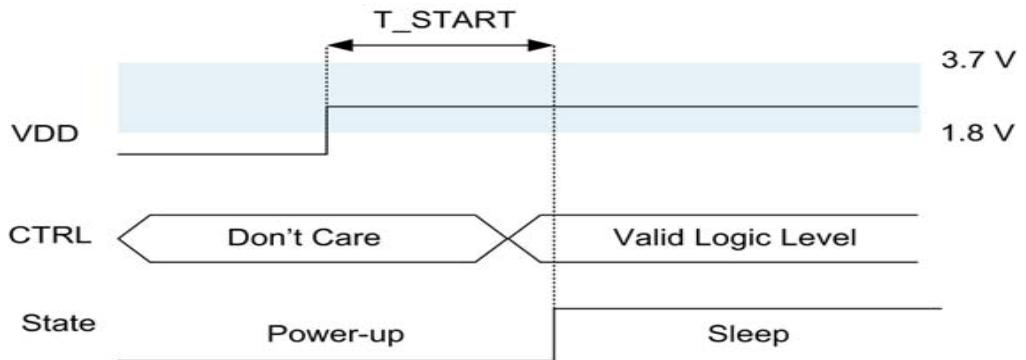 T_START
3.7 V
VDD
1.8 V
CTRL
Don't Care
Valid Logic Level
State
Power-up
Sleep